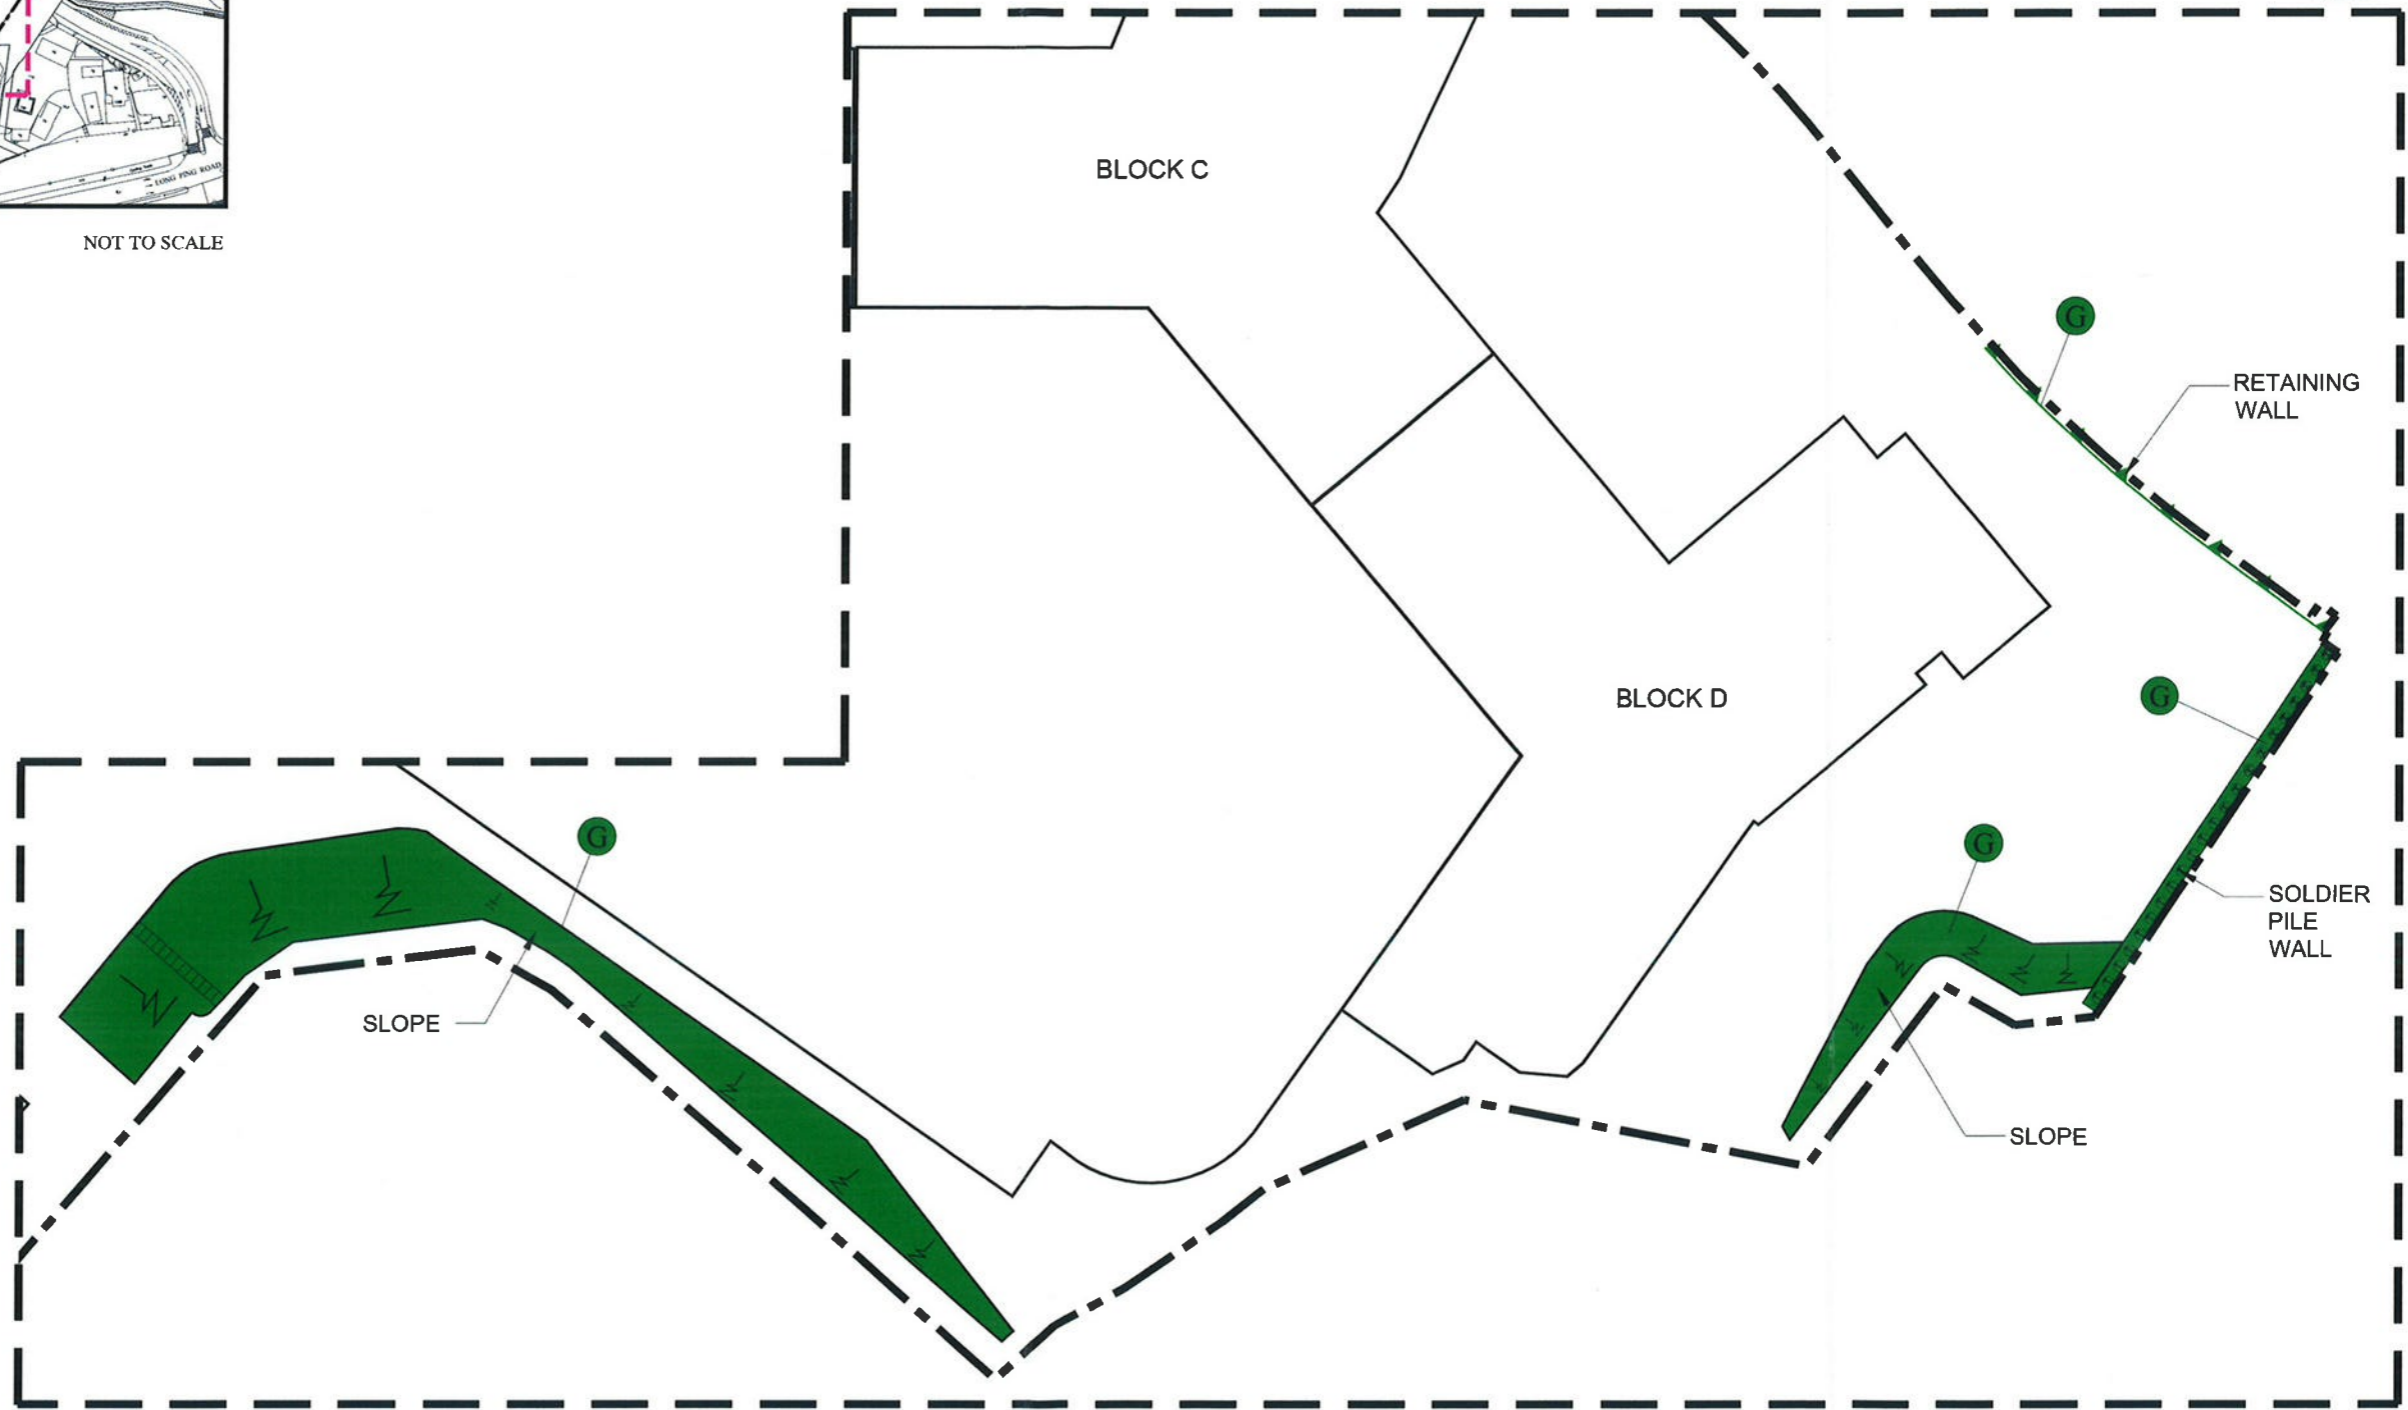 LONG PING ROAD
NOT TO SCALE
BLOCK C
G
RETAINING
WALL
G
BLOCK D
G
G
SOLDIER
PILE
WALL
SLOPE
SLOPE